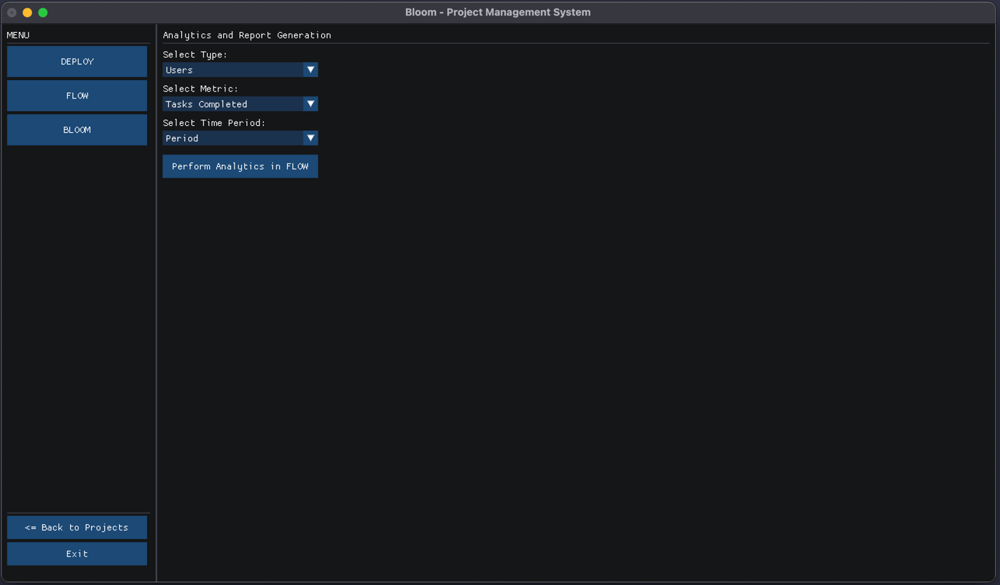 Bloom - Project Management System
MENU
DEPLOY
FLOW
BLOOM
<= Back to Projects
Exit
Analytics and Report Generation
Select Type:
Users
Select Metric:
Tasks Completed
Select Time Period:
Period
Perform Analytics in FLOW